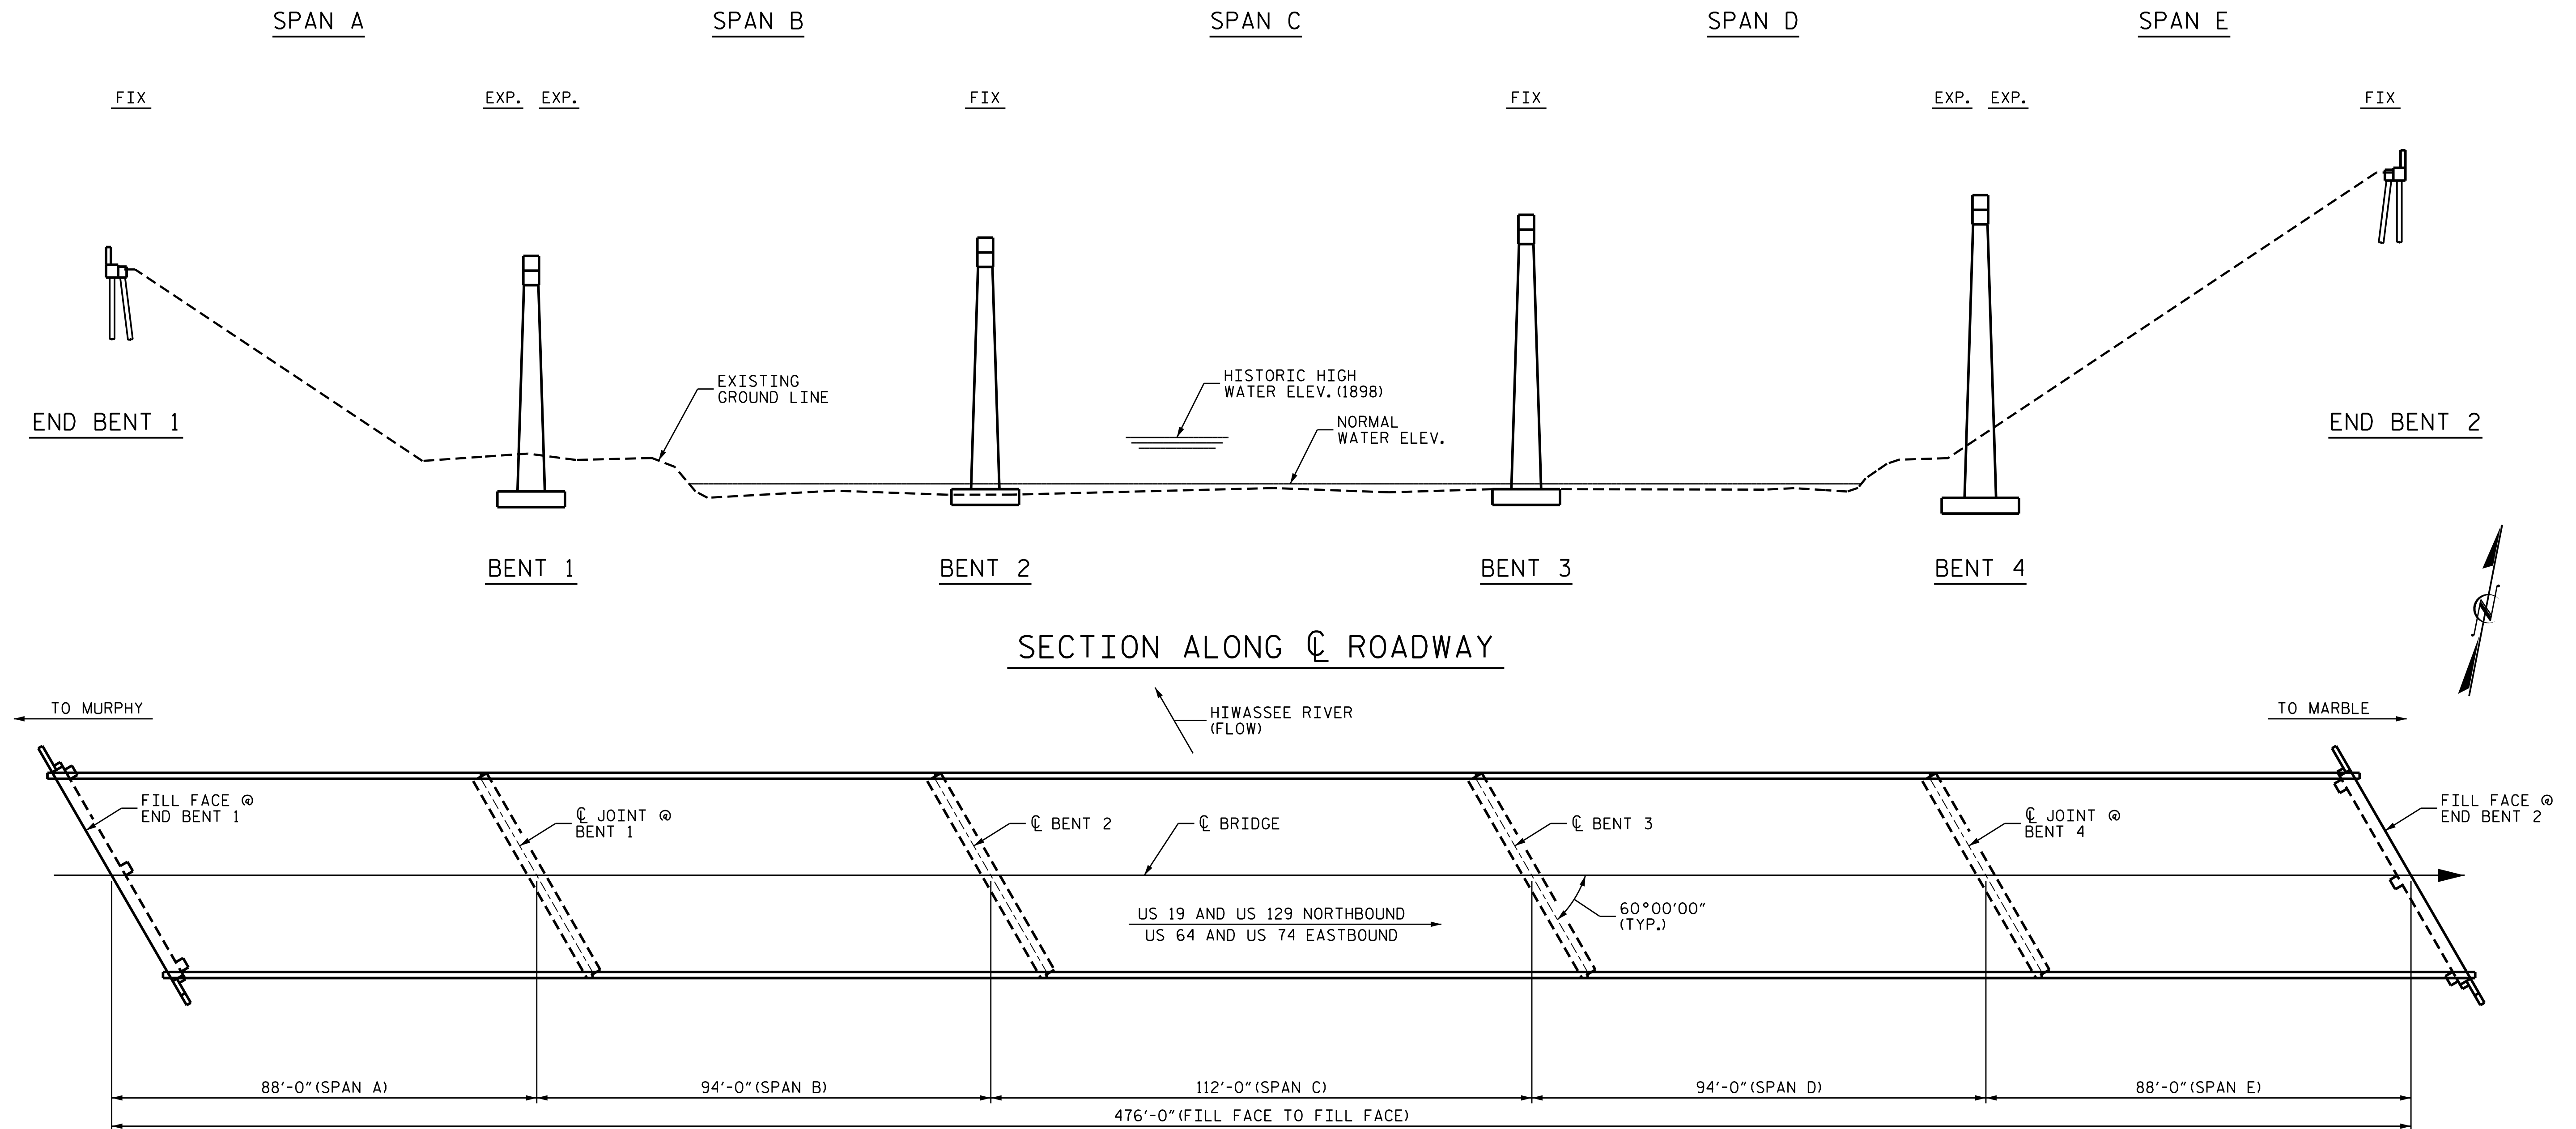 SPAN A SPAN B SPAN C SPAN D SPAN E
FIX EXP. EXP. FIX FIX EXP. EXP. FIX
EXISTING
GROUND LINE
HISTORIC HIGH
WATER ELEV. (1898)
NORMAL
WATER ELEV.
END BENT 1
END BENT 2
BENT 1 BENT 2 BENT 3 BENT 4
N
SECTION ALONG ℄ ROADWAY
TO MURPHY
HIWASSEE RIVER
(FLOW)
TO MARBLE
FILL FACE @
END BENT 1
℄ JOINT @
BENT 1
℄ BENT 2
℄ BRIDGE
℄ BENT 3
℄ JOINT @
BENT 4
FILL FACE @
END BENT 2
US 19 AND US 129 NORTHBOUND
US 64 AND US 74 EASTBOUND
60°00'00"
(TYP.)
88'-0" (SPAN A) 94'-0" (SPAN B) 112'-0" (SPAN C) 94'-0" (SPAN D) 88'-0" (SPAN E)
476'-0" (FILL FACE TO FILL FACE)